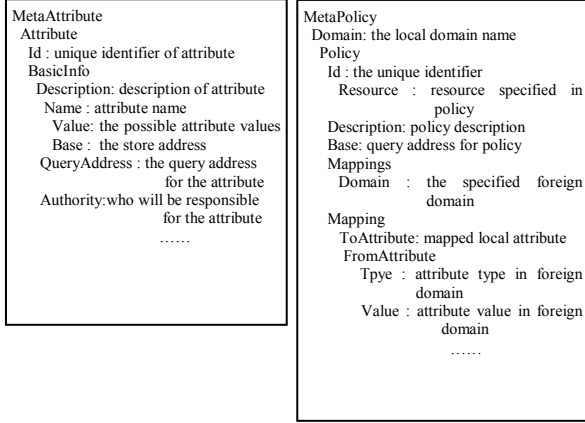 MetaAttribute
Attribute
Id : unique identifier of attribute
BasicInfo
Description: description of attribute
Name : attribute name
Value: the possible attribute values
Base : the store address
QueryAddress : the query address
for the attribute
Authority:who will be responsible
for the attribute
……
MetaPolicy
Domain: the local domain name
Policy
Id : the unique identifier
Resource : resource specified in
policy
Description: policy description
Base: query address for policy
Mappings
Domain : the specified foreign
domain
Mapping
ToAttribute: mapped local attribute
FromAttribute
Tpye : attribute type in foreign
domain
Value : attribute value in foreign
domain
……